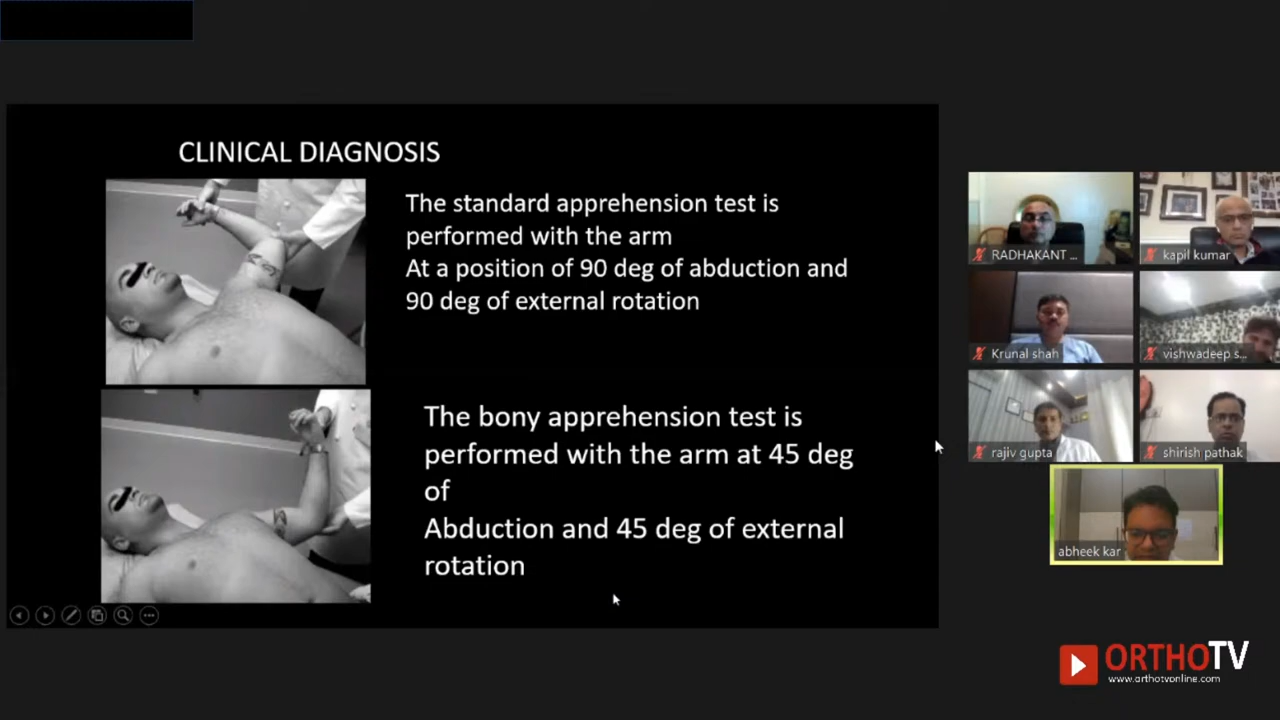 CLINICAL DIAGNOSIS
The standard apprehension test is
performed with the arm
At a position of 90 deg of abduction and
90 deg of external rotation
The bony apprehension test is
performed with the arm at 45 deg
of
Abduction and 45 deg of external
rotation
RADHAKANT ...
kapil kumar
Krunal shah
vishwadeep s...
rajiv gupta
shirish pathak
abheek kar
ORTHOTV
www.orthotvonline.com